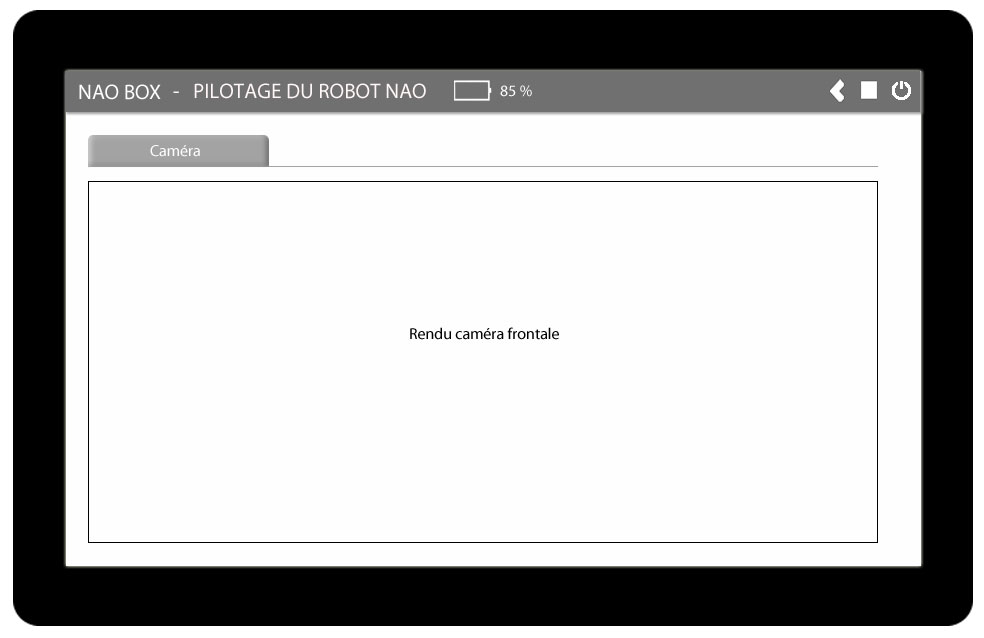 NAO BOX - PILOTAGE DU ROBOT NAO 85 %
Caméra
Rendu caméra frontale